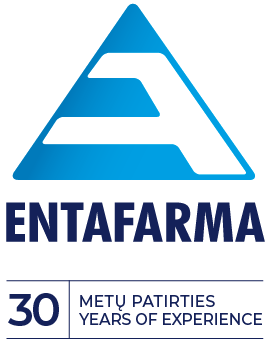 ENTAFARMA
30
METŲ PATIRTIES
YEARS OF EXPERIENCE